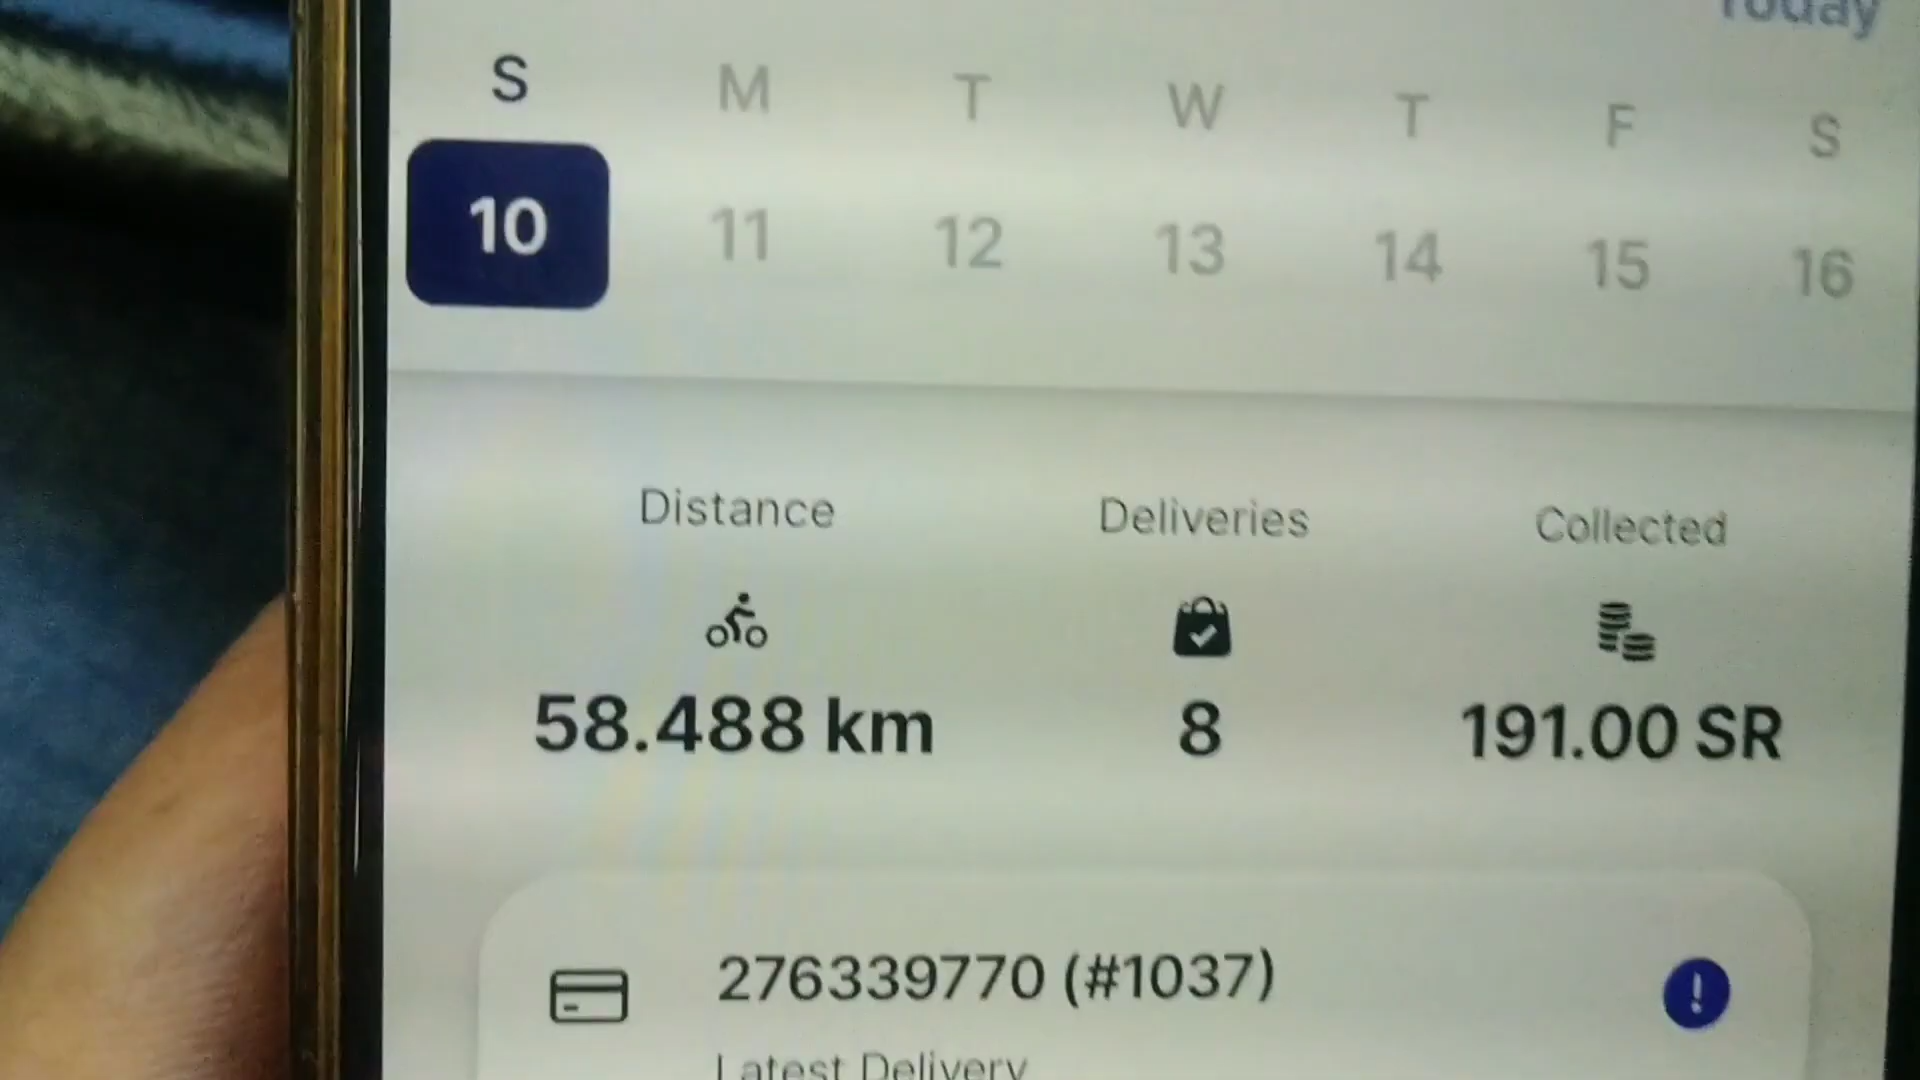 Today
S M T W T F S
10 11 12 13 14 15 16
Distance Deliveries Collected
58.488 km 8 191.00 SR
276339770 (#1037)
Latest Delivery